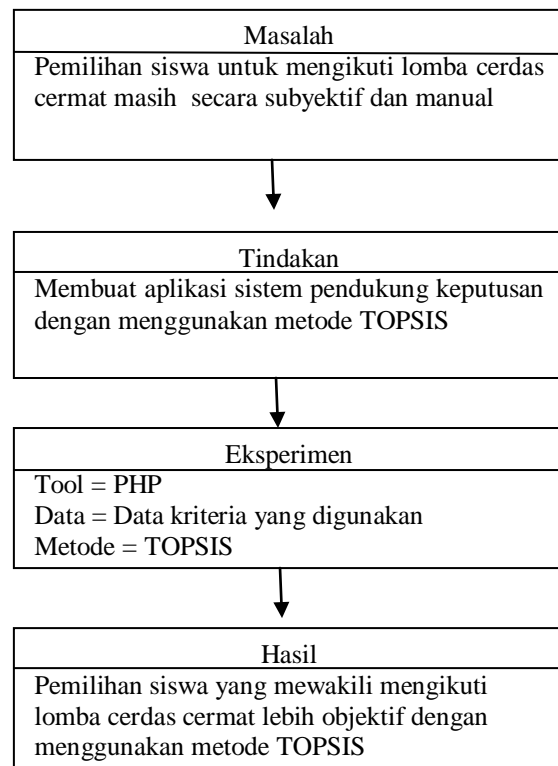 Masalah
Pemilihan siswa untuk mengikuti lomba cerdas
cermat masih secara subyektif dan manual
Tindakan
Membuat aplikasi sistem pendukung keputusan
dengan menggunakan metode TOPSIS
Eksperimen
Tool = PHP
Data = Data kriteria yang digunakan
Metode = TOPSIS
Hasil
Pemilihan siswa yang mewakili mengikuti
lomba cerdas cermat lebih objektif dengan
menggunakan metode TOPSIS